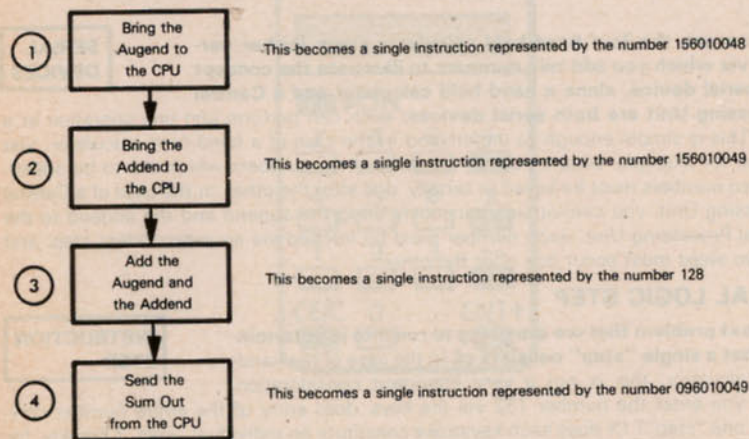 1
Bring the
Augend to
the CPU
This becomes a single instruction represented by the number 156010048
2
Bring the
Addend to
the CPU
This becomes a single instruction represented by the number 156010049
3
Add the
Augend and
the Addend
This becomes a single instruction represented by the number 128
4
Send the
Sum Out
from the CPU
This becomes a single instruction represented by the number 096010049